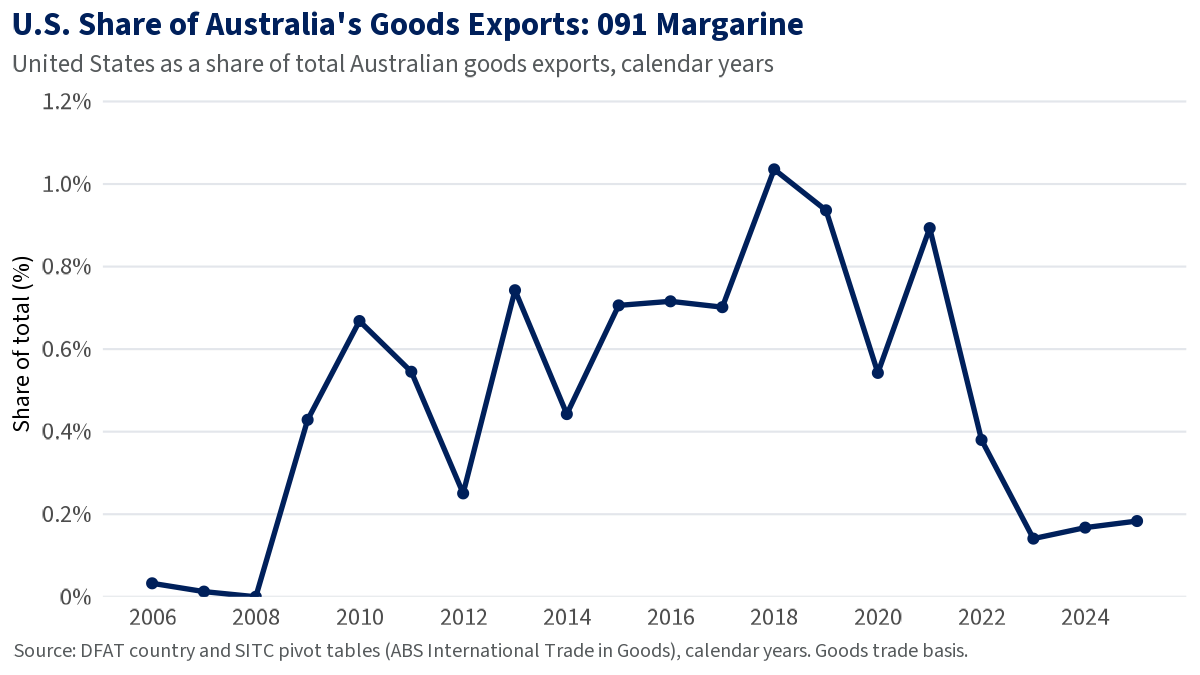 U.S. Share of Australia's Goods Exports: 091 Margarine
United States as a share of total Australian goods exports, calendar years
Share of total (%)
1.2%
1.0%
0.8%
0.6%
0.4%
0.2%
0%
2006 2008 2010 2012 2014 2016 2018 2020 2022 2024
Source: DFAT country and SITC pivot tables (ABS International Trade in Goods), calendar years. Goods trade basis.